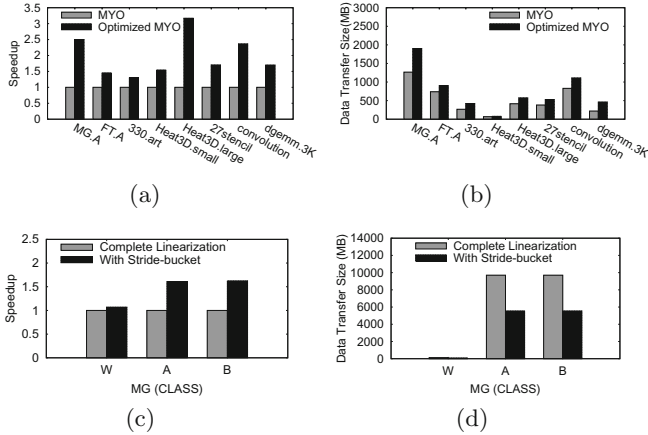 3.5
3
2.5
2
1.5
1
0.5
0
Speedup
MYO
Optimized MYO
MG.A
FT.A
330.art
Heat3D.small
Heat3D.large
27stencil
convolution
dgemm.3K
(a)
3000
2500
2000
1500
1000
500
0
Data Transfer Size(MB)
MYO
Optimized MYO
MG.A
FT.A
330.art
Heat3D.small
Heat3D.large
27stencil
convolution
dgemm.3K
(b)
2.5
2
1.5
1
0.5
0
Speedup
Complete Linearization
With Stride-bucket
W A B
MG (CLASS)
(c)
14000
12000
10000
8000
6000
4000
2000
0
Data Transfer Size (MB)
Complete Linearization
With Stride-bucket
W A B
MG (CLASS)
(d)